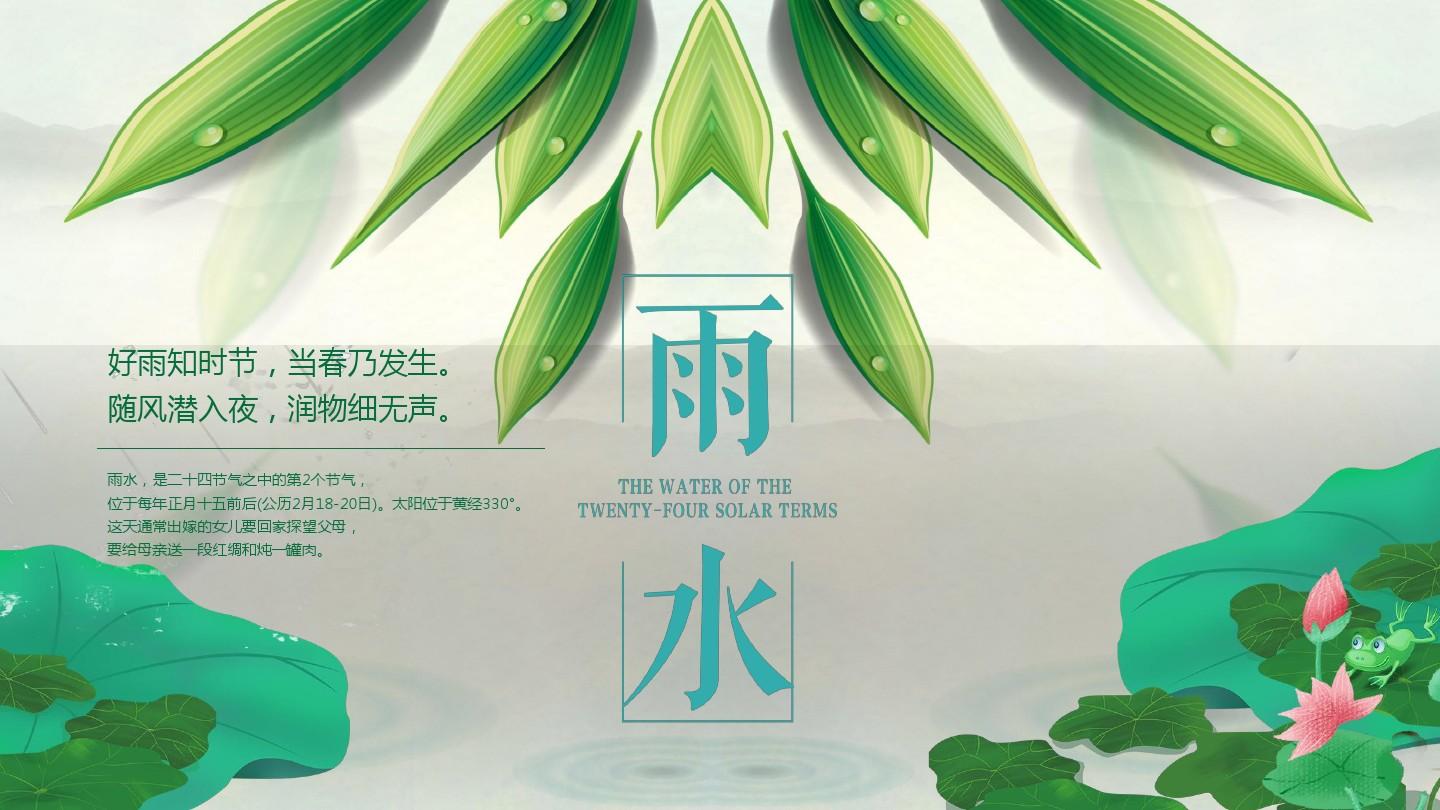 好雨知时节，当春乃发生。
随风潜入夜，润物细无声。
雨水，是二十四节气之中的第2个节气，
位于每年正月十五前后(公历2月18-20日)。太阳位于黄经330°。
这天通常出嫁的女儿要回家探望父母，
要给母亲送一段红绸和炖一罐肉。
雨
THE WATER OF THE
TWENTY-FOUR SOLAR TERMS
水